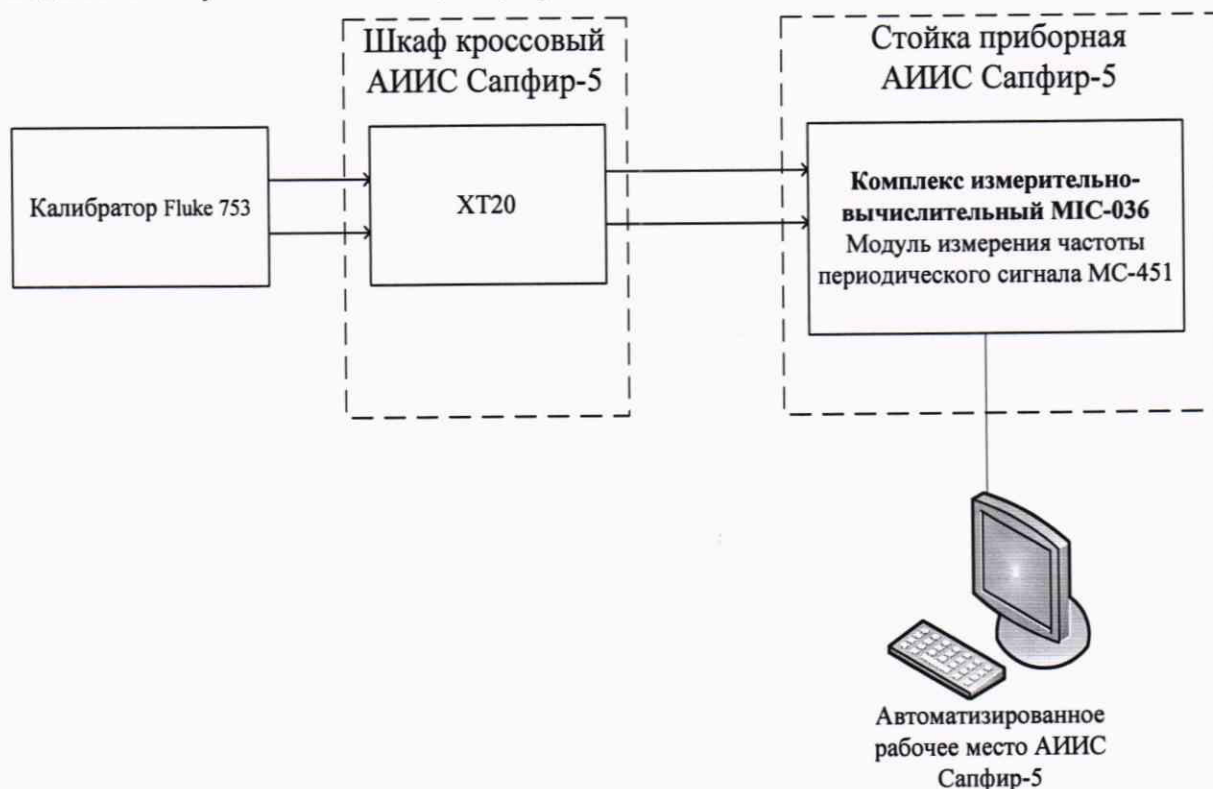 Шкаф кроссовый
АИИС Сапфир-5
Стойка приборная
АИИС Сапфир-5
Калибратор Fluke 753
ХТ20
Комплекс измерительно-
вычислительный MIC-036
Модуль измерения частоты
периодического сигнала МС-451
Автоматизированное
рабочее место АИИС
Сапфир-5